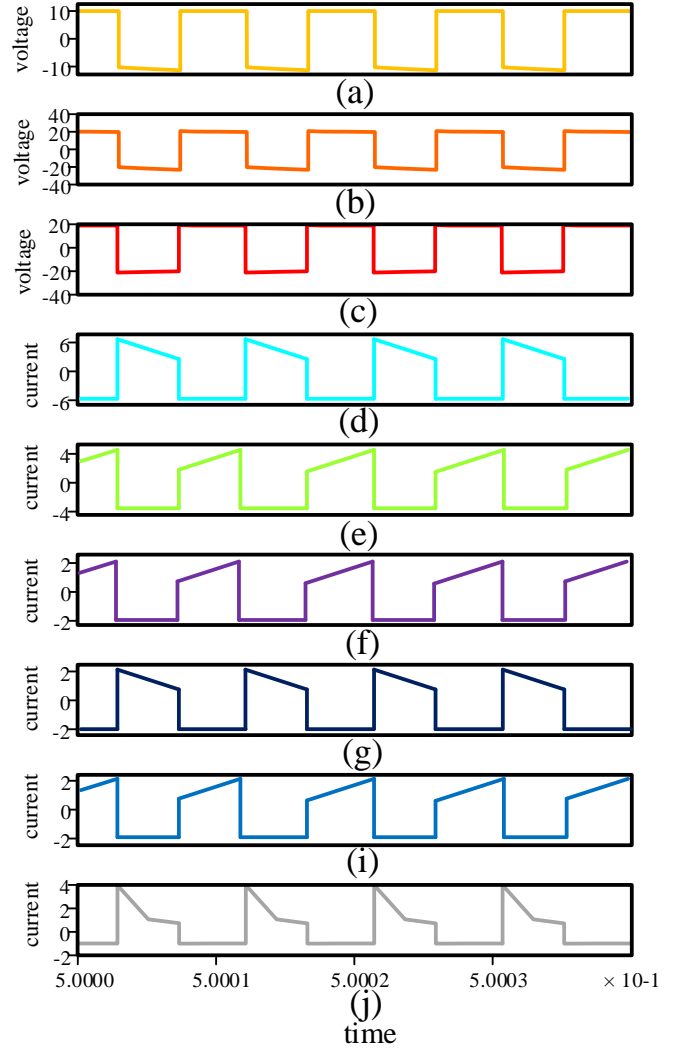 voltage
10
0
-10
(a)
voltage
40
20
0
-20
-40
(b)
voltage
20
0
-20
-40
(c)
current
6
0
-6
(d)
current
4
0
-4
(e)
current
2
0
-2
(f)
current
2
0
-2
(g)
current
2
0
-2
(i)
current
4
2
0
-2
5.0000 5.0001 5.0002 5.0003 × 10-1
(j)
time